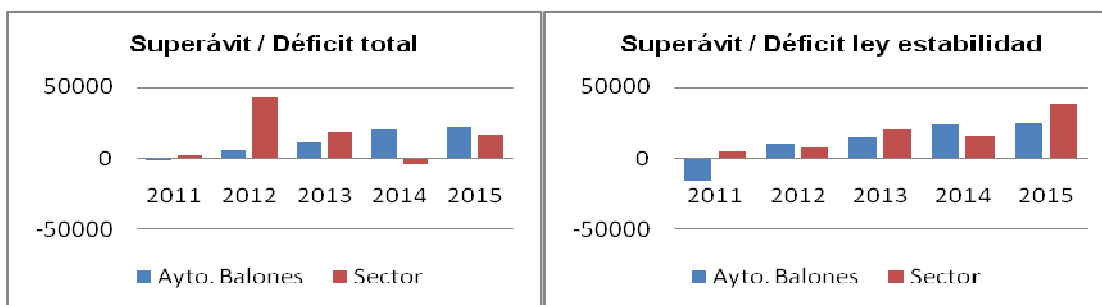 Superávit / Déficit total
50000
0
-50000
2011 2012 2013 2014 2015
Ayto. Balones Sector
Superávit / Déficit ley estabilidad
50000
0
-50000
2011 2012 2013 2014 2015
Ayto. Balones Sector